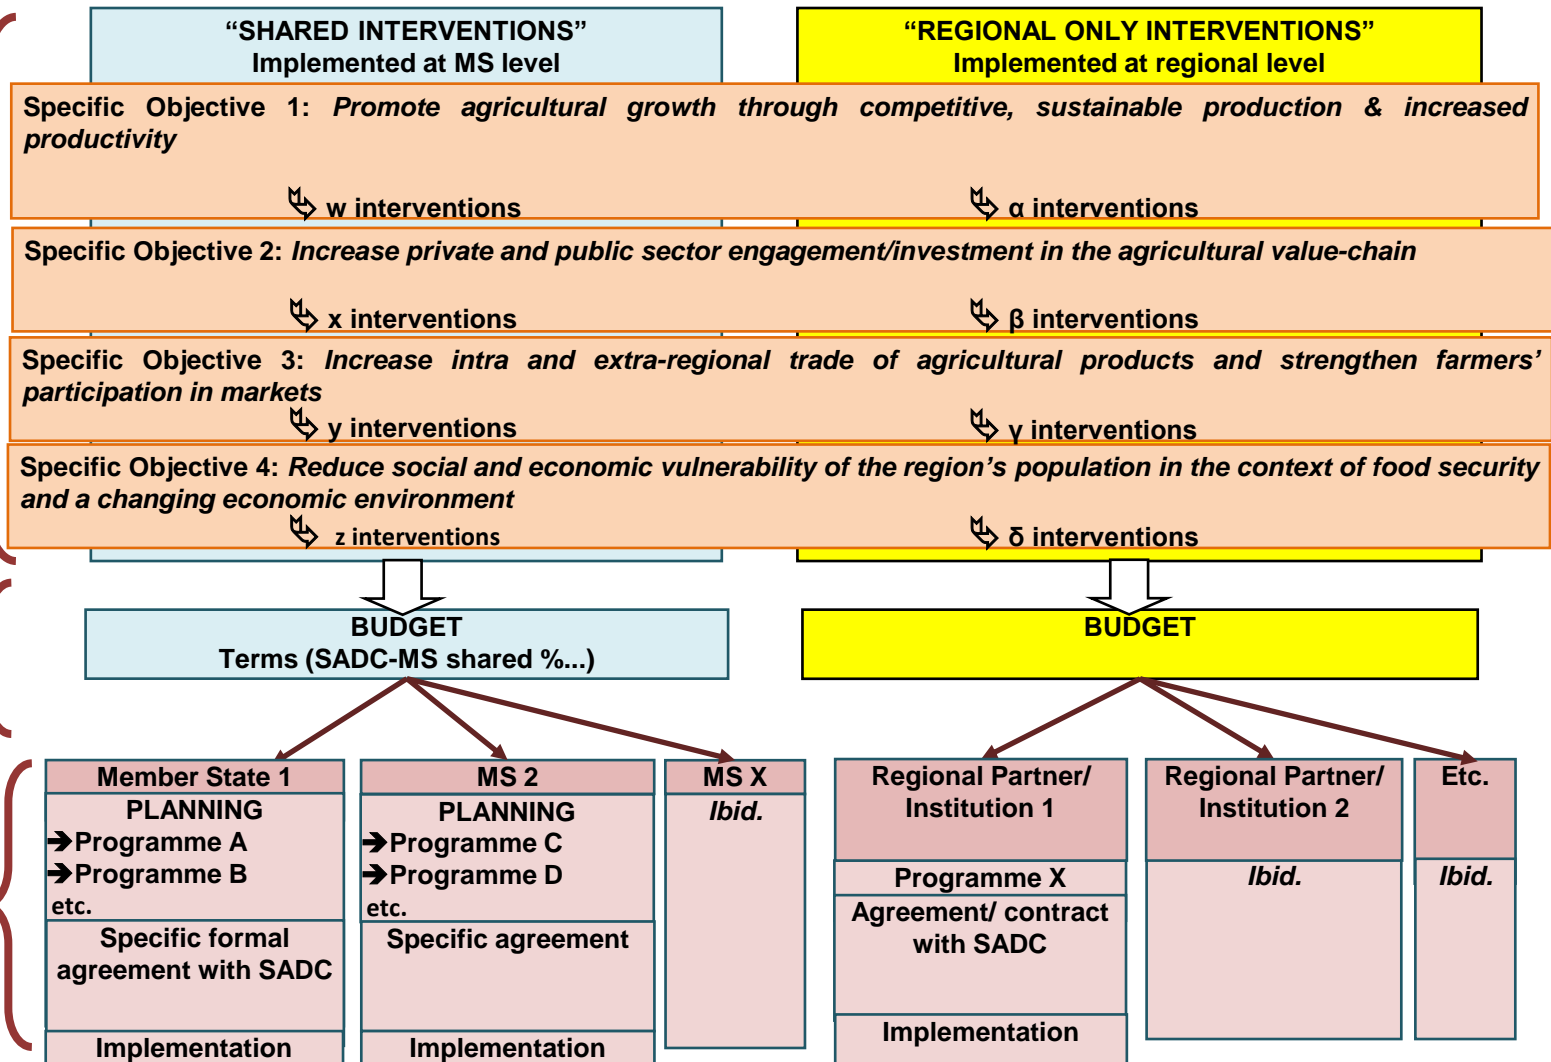 “SHARED INTERVENTIONS”
Implemented at MS level
“REGIONAL ONLY INTERVENTIONS”
Implemented at regional level
Specific Objective 1: Promote agricultural growth through competitive, sustainable production & increased
productivity
w interventions
α interventions
Specific Objective 2: Increase private and public sector engagement/investment in the agricultural value-chain
x interventions
β interventions
Specific Objective 3: Increase intra and extra-regional trade of agricultural products and strengthen farmers’
participation in markets
y interventions
γ interventions
Specific Objective 4: Reduce social and economic vulnerability of the region’s population in the context of food security
and a changing economic environment
z interventions
δ interventions
BUDGET
Terms (SADC-MS shared %...)
BUDGET
Member State 1
PLANNING
➔Programme A
➔Programme B
etc.
Specific formal
agreement with SADC
Implementation
MS 2
PLANNING
➔Programme C
➔Programme D
etc.
Specific agreement
Implementation
MS X
Ibid.
Regional Partner/
Institution 1
Programme X
Agreement/ contract
with SADC
Implementation
Regional Partner/
Institution 2
Ibid.
Etc.
Ibid.